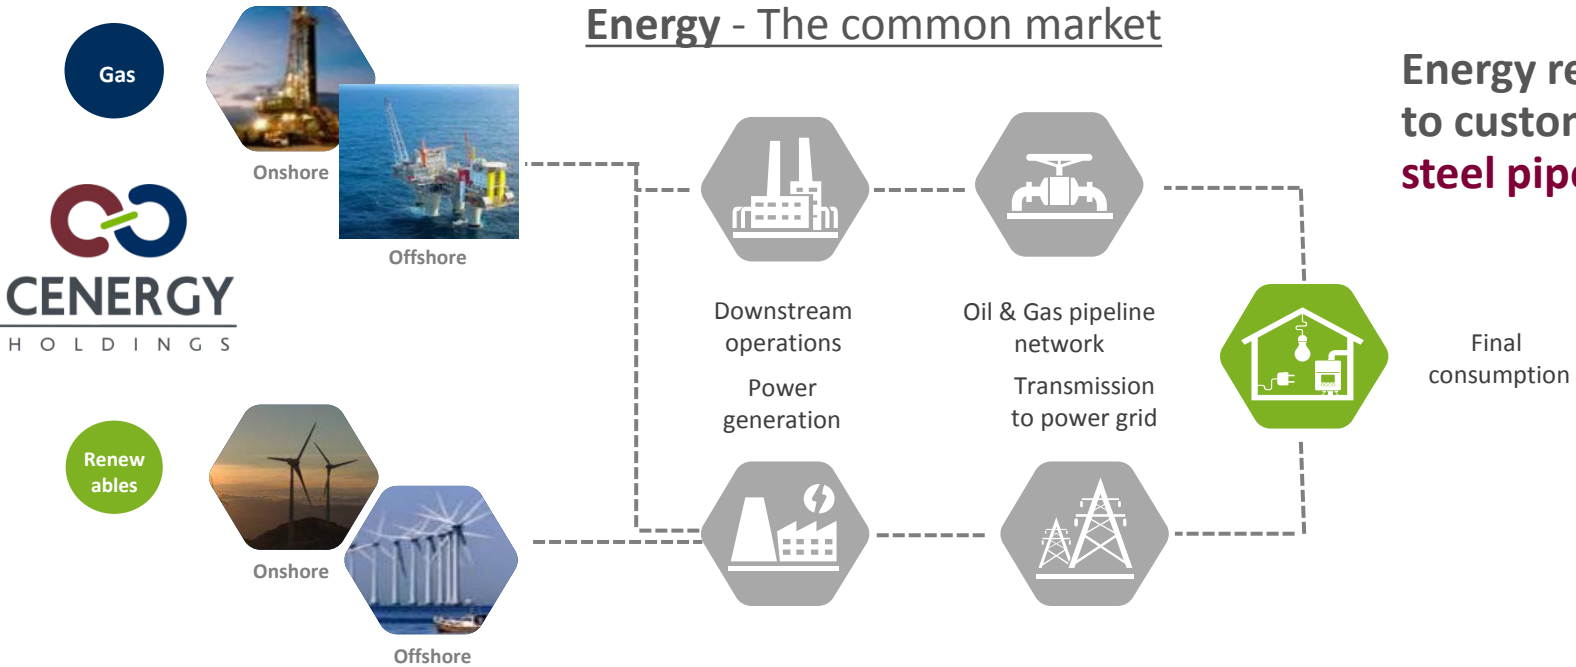 Energy - The common market
Gas
Onshore
Offshore
Energy re
to custon
steel pip
CENERGY
HOLDINGS
Downstream
operations
Power
generation
Oil & Gas pipeline
network
Transmission
to power grid
Final
consumption
Renew
ables
Onshore
Offshore